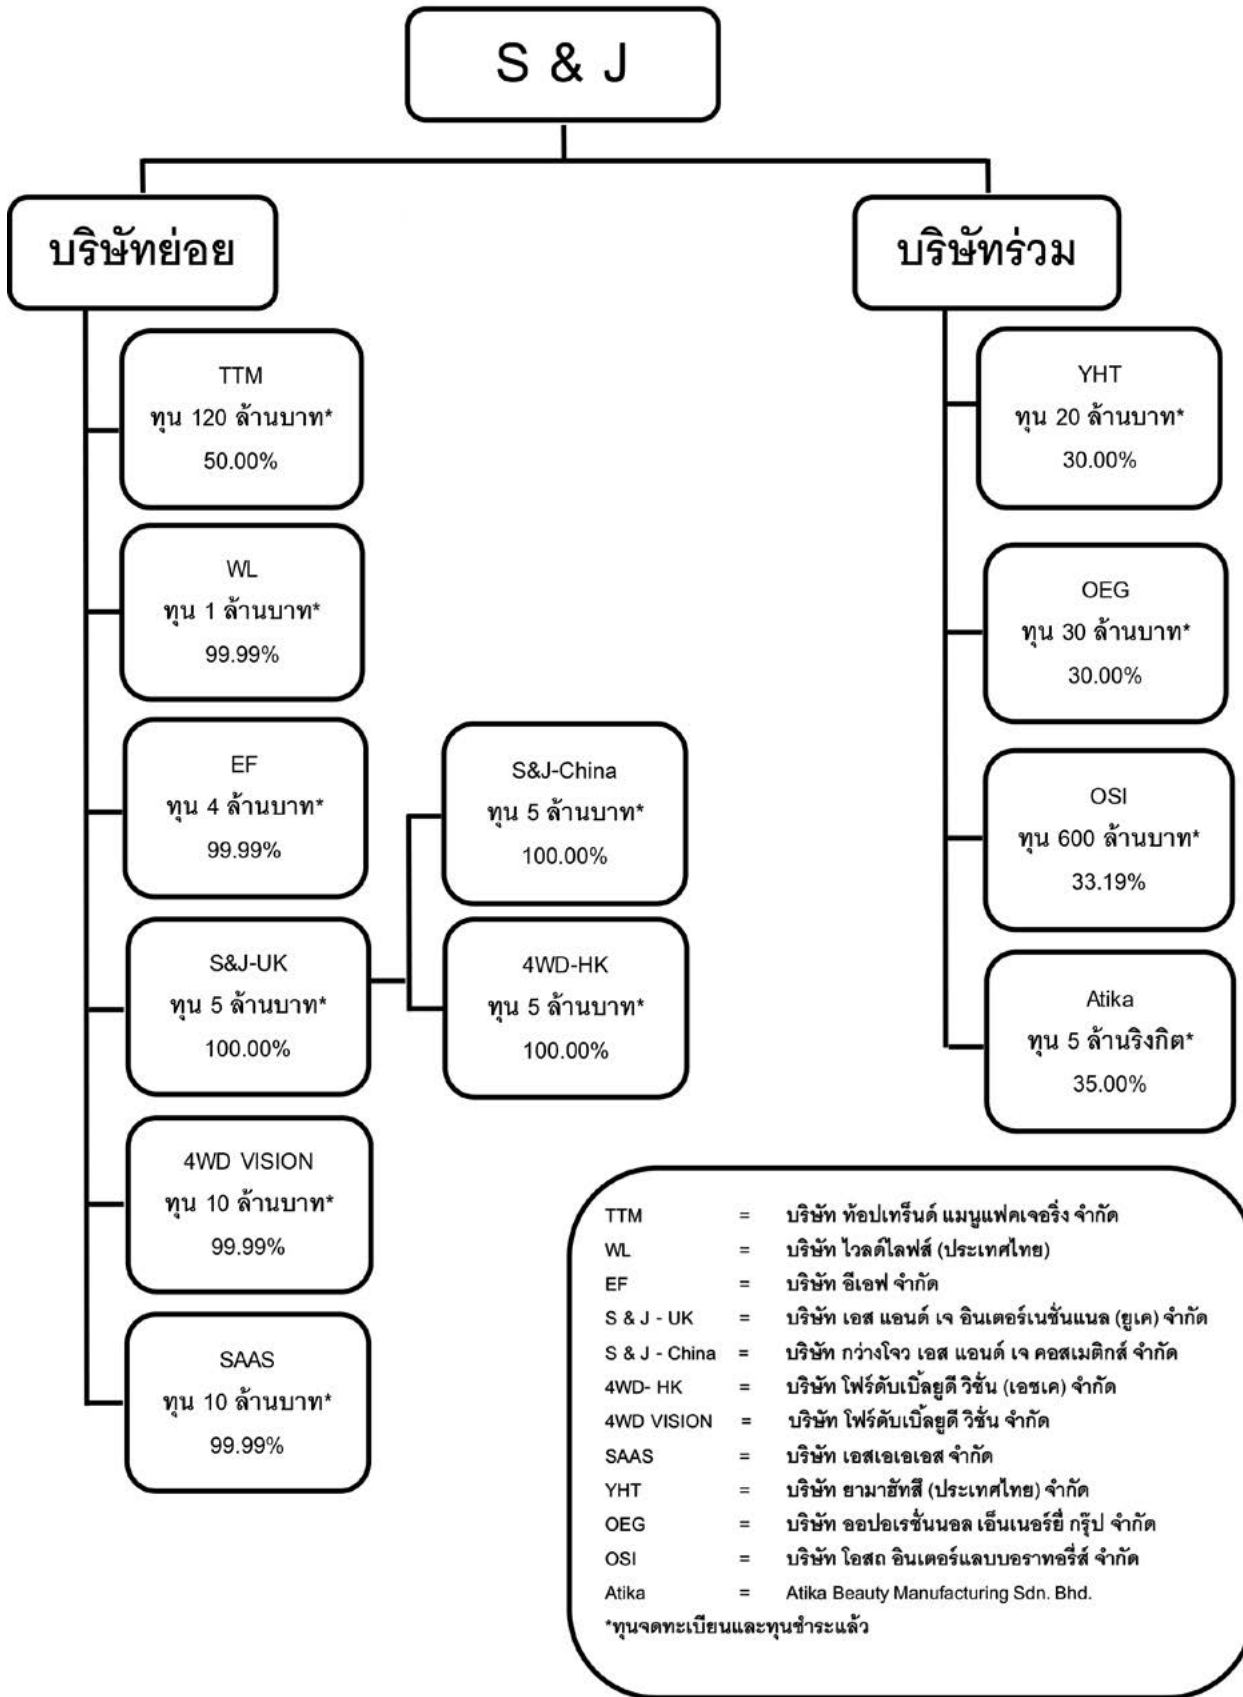 S & J
บริษัทย่อย
บริษัทร่วม
TTM
ทุน 120 ล้านบาท*
50.00%
WL
ทุน 1 ล้านบาท*
99.99%
EF
ทุน 4 ล้านบาท*
99.99%
S&J-UK
ทุน 5 ล้านบาท*
100.00%
S&J-China
ทุน 5 ล้านบาท*
100.00%
4WD-HK
ทุน 5 ล้านบาท*
100.00%
4WD VISION
ทุน 10 ล้านบาท*
99.99%
SAAS
ทุน 10 ล้านบาท*
99.99%
YHT
ทุน 20 ล้านบาท*
30.00%
OEG
ทุน 30 ล้านบาท*
30.00%
OSI
ทุน 600 ล้านบาท*
33.19%
Atika
ทุน 5 ล้านริงกิต*
35.00%
TTM = บริษัท ท้อปเทร็นด์ แมนูแฟคเจอริ่ง จำกัด
WL = บริษัท ไวลด์ไลฟส์ (ประเทศไทย)
EF = บริษัท อีเอฟ จำกัด
S & J - UK = บริษัท เอส แอนด์ เจ อินเตอร์เนชั่นแนล (ยูเค) จำกัด
S & J - China = บริษัท กว่างโจว เอส แอนด์ เจ คอสเมติกส์ จำกัด
4WD- HK = บริษัท โฟร์ดับเบิ้ลยูดี วิชั่น (เอชเค) จำกัด
4WD VISION = บริษัท โฟร์ดับเบิ้ลยูดี วิชั่น จำกัด
SAAS = บริษัท เอสเอเอเอส จำกัด
YHT = บริษัท ยามาฮัทสึ (ประเทศไทย) จำกัด
OEG = บริษัท ออปอเรชั่นนอล เอ็นเนอร์ยี่ กรุ๊ป จำกัด
OSI = บริษัท โอสถ อินเตอร์แลบบอราทอรี่ส์ จำกัด
Atika = Atika Beauty Manufacturing Sdn. Bhd.
*ทุนจดทะเบียนและทุนชำระแล้ว